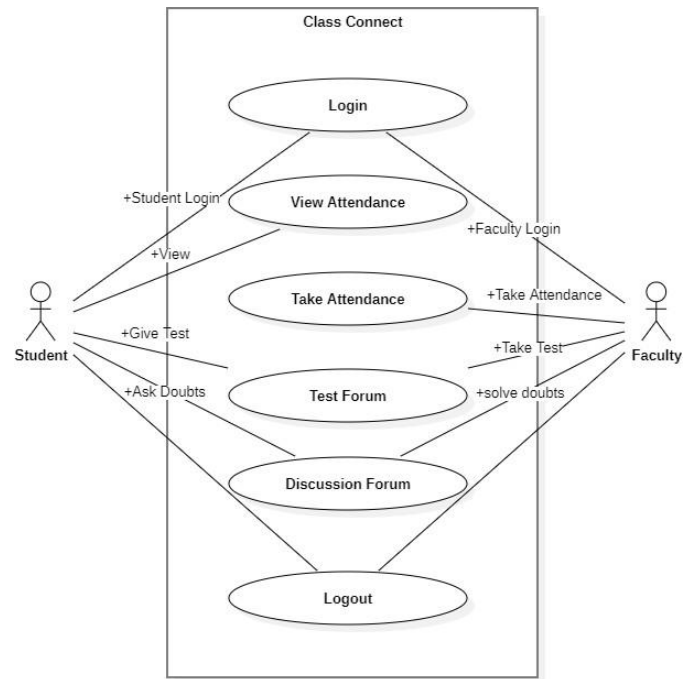 Class Connect
Login
+Student Login
View Attendance
+Faculty Login
+View
Take Attendance
+Take Attendance
+Give Test
+Take Test
Student
Faculty
+Ask Doubts
Test Forum
+solve doubts
Discussion Forum
Logout